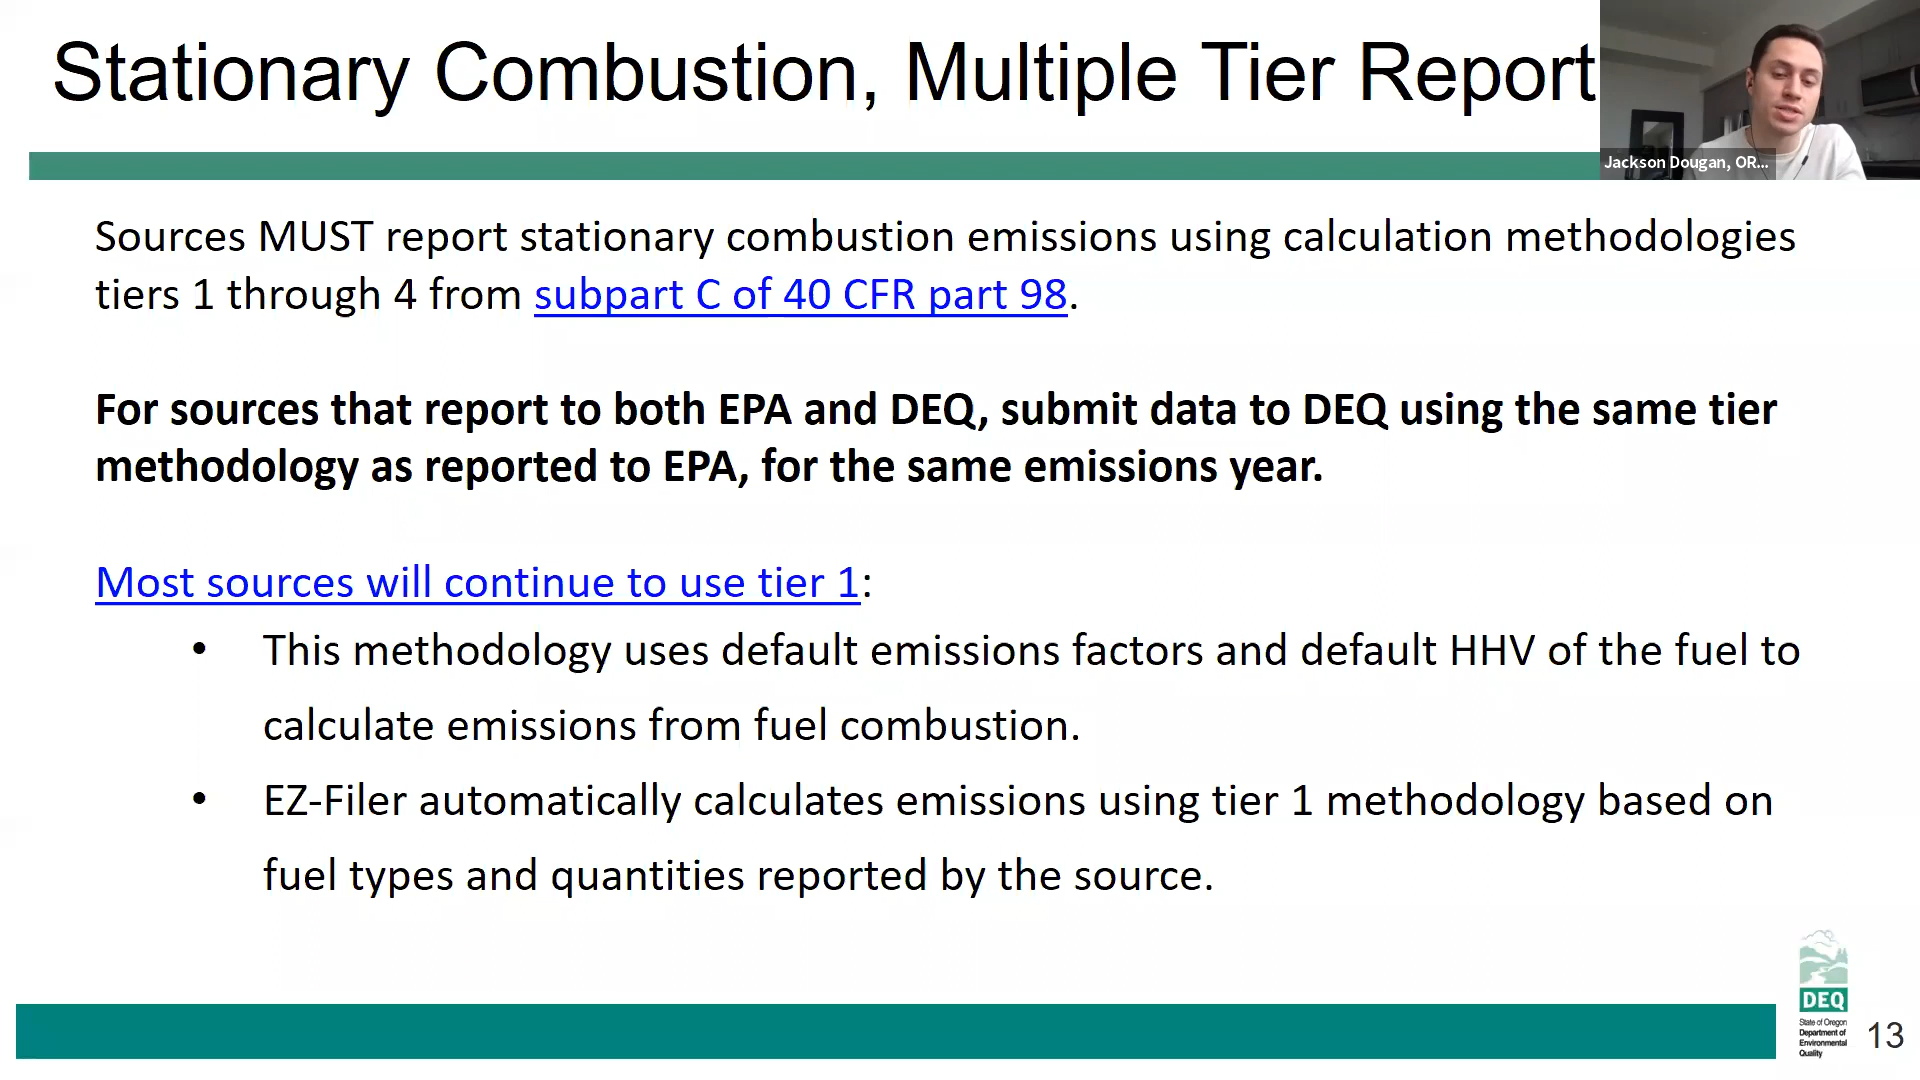 Stationary Combustion, Multiple Tier Report
Jackson Dougan, OR...
Sources MUST report stationary combustion emissions using calculation methodologies
tiers 1 through 4 from subpart C of 40 CFR part 98.
For sources that report to both EPA and DEQ, submit data to DEQ using the same tier
methodology as reported to EPA, for the same emissions year.
Most sources will continue to use tier 1:
• This methodology uses default emissions factors and default HHV of the fuel to
calculate emissions from fuel combustion.
• EZ-Filer automatically calculates emissions using tier 1 methodology based on
fuel types and quantities reported by the source.
DEQ
State of Oregon
Department of
Environmental
Quality
13